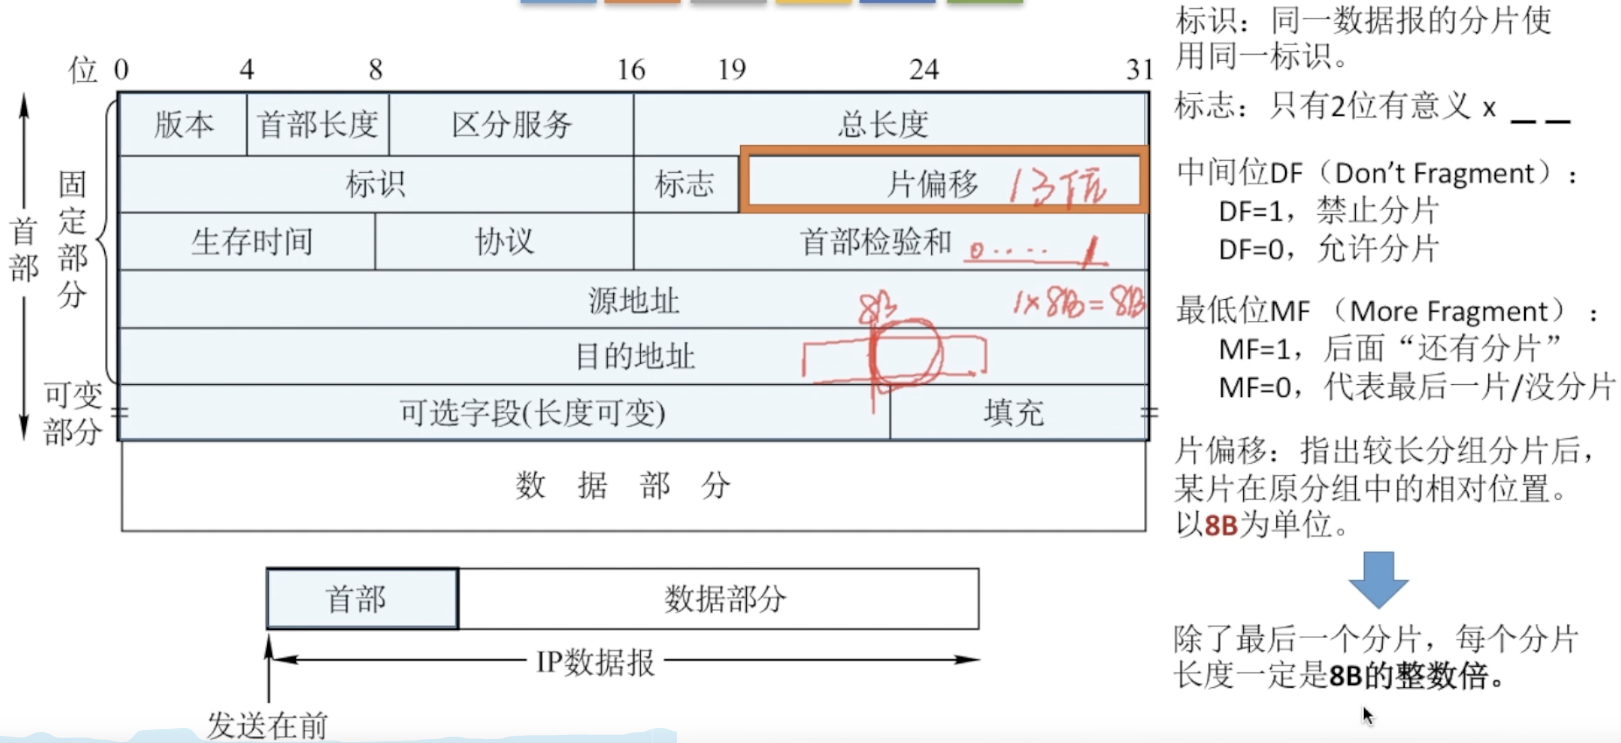 位 0 4 8 16 19 24 31
版本 首部长度 区分服务 总长度
标识 标志 片偏移 13位
生存时间 协议 首部检验和 0····1
源地址 1×8B=8B
8B
目的地址
可选字段(长度可变) 填充
数据部分
首部
固定部分
可变部分
首部 数据部分
IP数据报
发送在前
标识：同一数据报的分片使
用同一标识。
标志：只有2位有意义 x _ _
中间位DF（Don't Fragment）：
DF=1，禁止分片
DF=0，允许分片
最低位MF （More Fragment）：
MF=1，后面“还有分片”
MF=0，代表最后一片/没分片
片偏移：指出较长分组分片后，
某片在原分组中的相对位置。
以8B为单位。
除了最后一个分片，每个分片
长度一定是8B的整数倍。